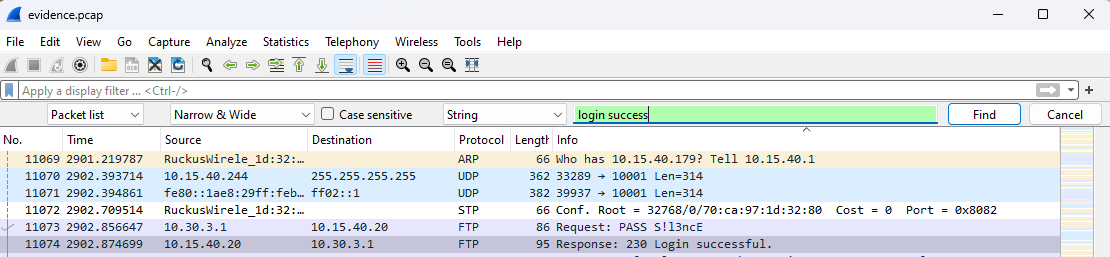 evidence.pcap
File Edit View Go Capture Analyze Statistics Telephony Wireless Tools Help
Apply a display filter ... <Ctrl-/>
Packet list Narrow & Wide Case sensitive String login success Find Cancel
No. Time Source Destination Protocol Length Info
11069 2901.219787 RuckusWirele_1d:32:… ARP 66 Who has 10.15.40.179? Tell 10.15.40.1
11070 2902.393714 10.15.40.244 255.255.255.255 UDP 362 33289 → 10001 Len=314
11071 2902.394861 fe80::1ae8:29ff:feb… ff02::1 UDP 382 39937 → 10001 Len=314
11072 2902.709514 RuckusWirele_1d:32:… STP 66 Conf. Root = 32768/0/70:ca:97:1d:32:80 Cost = 0 Port = 0x8082
11073 2902.856647 10.30.3.1 10.15.40.20 FTP 86 Request: PASS S!l3ncE
11074 2902.874699 10.15.40.20 10.30.3.1 FTP 95 Response: 230 Login successful.